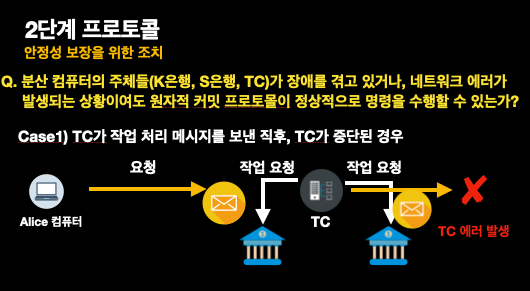 2단계 프로토콜
안정성 보장을 위한 조치
Q. 분산 컴퓨터의 주체들(K은행, S은행, TC)가 장애를 겪고 있거나, 네트워크 에러가
발생되는 상황이여도 원자적 커밋 프로토몰이 정상적으로 명령을 수행할 수 있는가?
Case1) TC가 작업 처리 메시지를 보낸 직후, TC가 중단된 경우
요청
작업 요청
작업 요청
Alice 컴퓨터
TC
TC 에러 발생